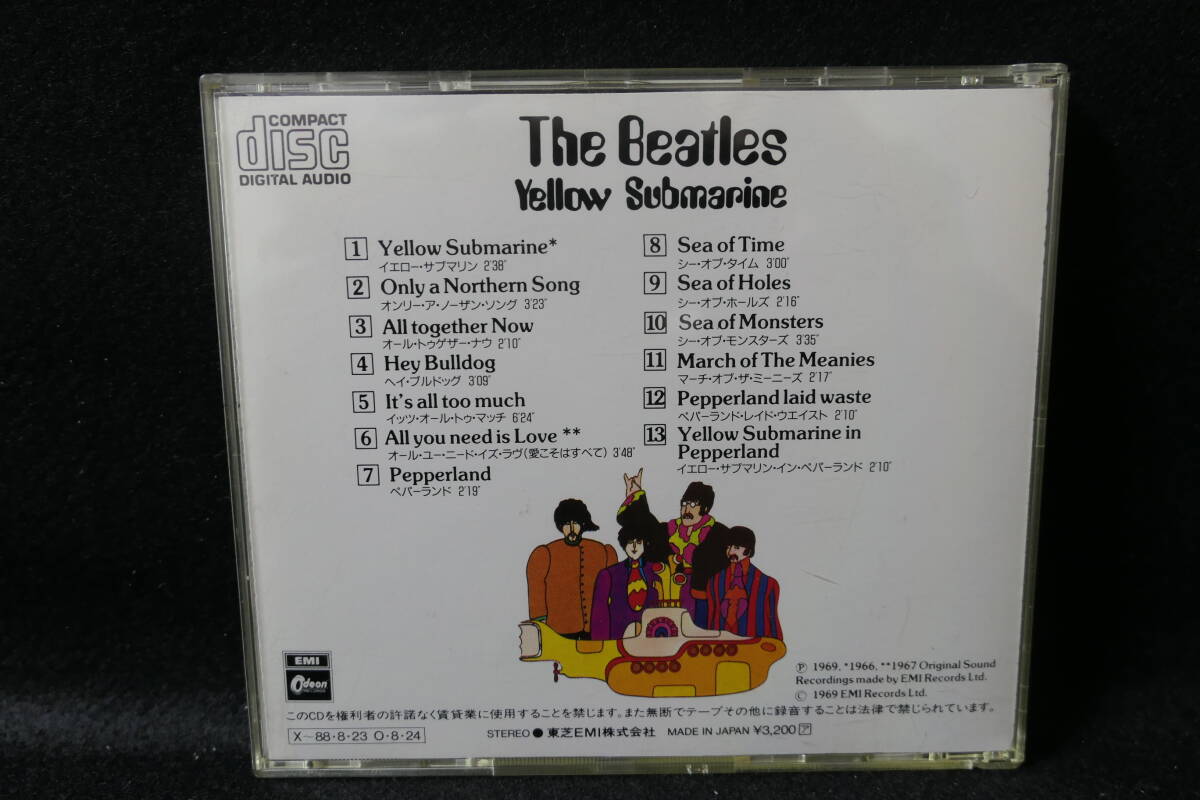 COMPACT
disc
DIGITAL AUDIO
The Beatles
Yellow Submarine
1 Yellow Submarine*
イエロー・サブマリン 2'38"
2 Only a Northern Song
オンリー・ア・ノーザン・ソング 3'23"
3 All together Now
オール・トゥゲザー・ナウ 2'10"
4 Hey Bulldog
ヘイ・ブルドッグ 3'09"
5 It's all too much
イッツ・オール・トゥ・マッチ 6'24"
6 All you need is Love **
オール・ユー・ニード・イズ・ラヴ(愛こそはすべて) 3'48"
7 Pepperland
ペパーランド 2'19"
8 Sea of Time
シー・オブ・タイム 3'00"
9 Sea of Holes
シー・オブ・ホールズ 2'16"
10 Sea of Monsters
シー・オブ・モンスターズ 3'35"
11 March of The Meanies
マーチ・オブ・ザ・ミーニーズ 2'17"
12 Pepperland laid waste
ペパーランド・レイド・ウエイスト 2'10"
13 Yellow Submarine in
Pepperland
イエロー・サブマリン・イン・ペパーランド 2'10"
EMI
Odeon
Ⓟ 1969, *1966, **1967 Original Sound
Recordings made by EMI Records Ltd.
© 1969 EMI Records Ltd.
このCDを権利者の許諾なく賃貸業に使用することを禁じます。また無断でテープその他に録音することは法律で禁じられています。
X〜88・8・23 O・8・24
STEREO ● 東芝EMI株式会社 MADE IN JAPAN ¥3,200 ア